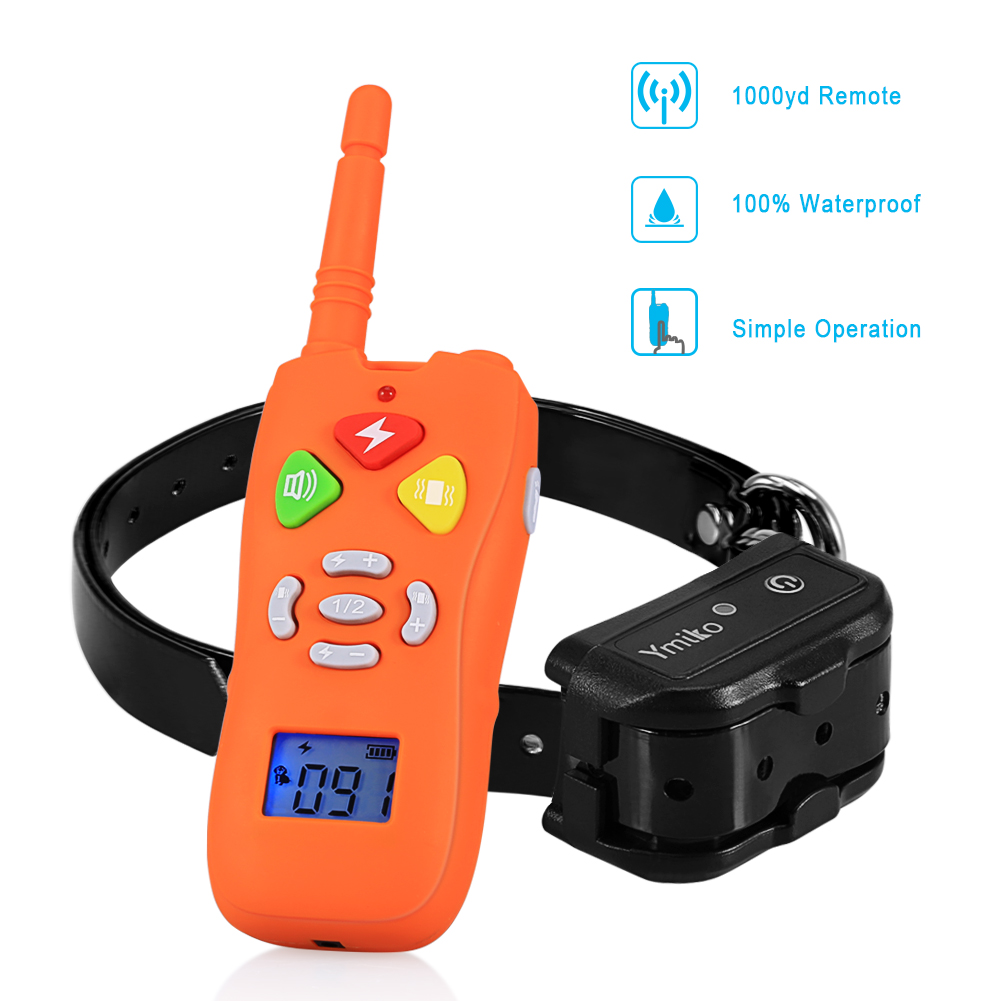 1000yd Remote
100% Waterproof
Simple Operation
+
1/2
-
+
-
091
Ymiko